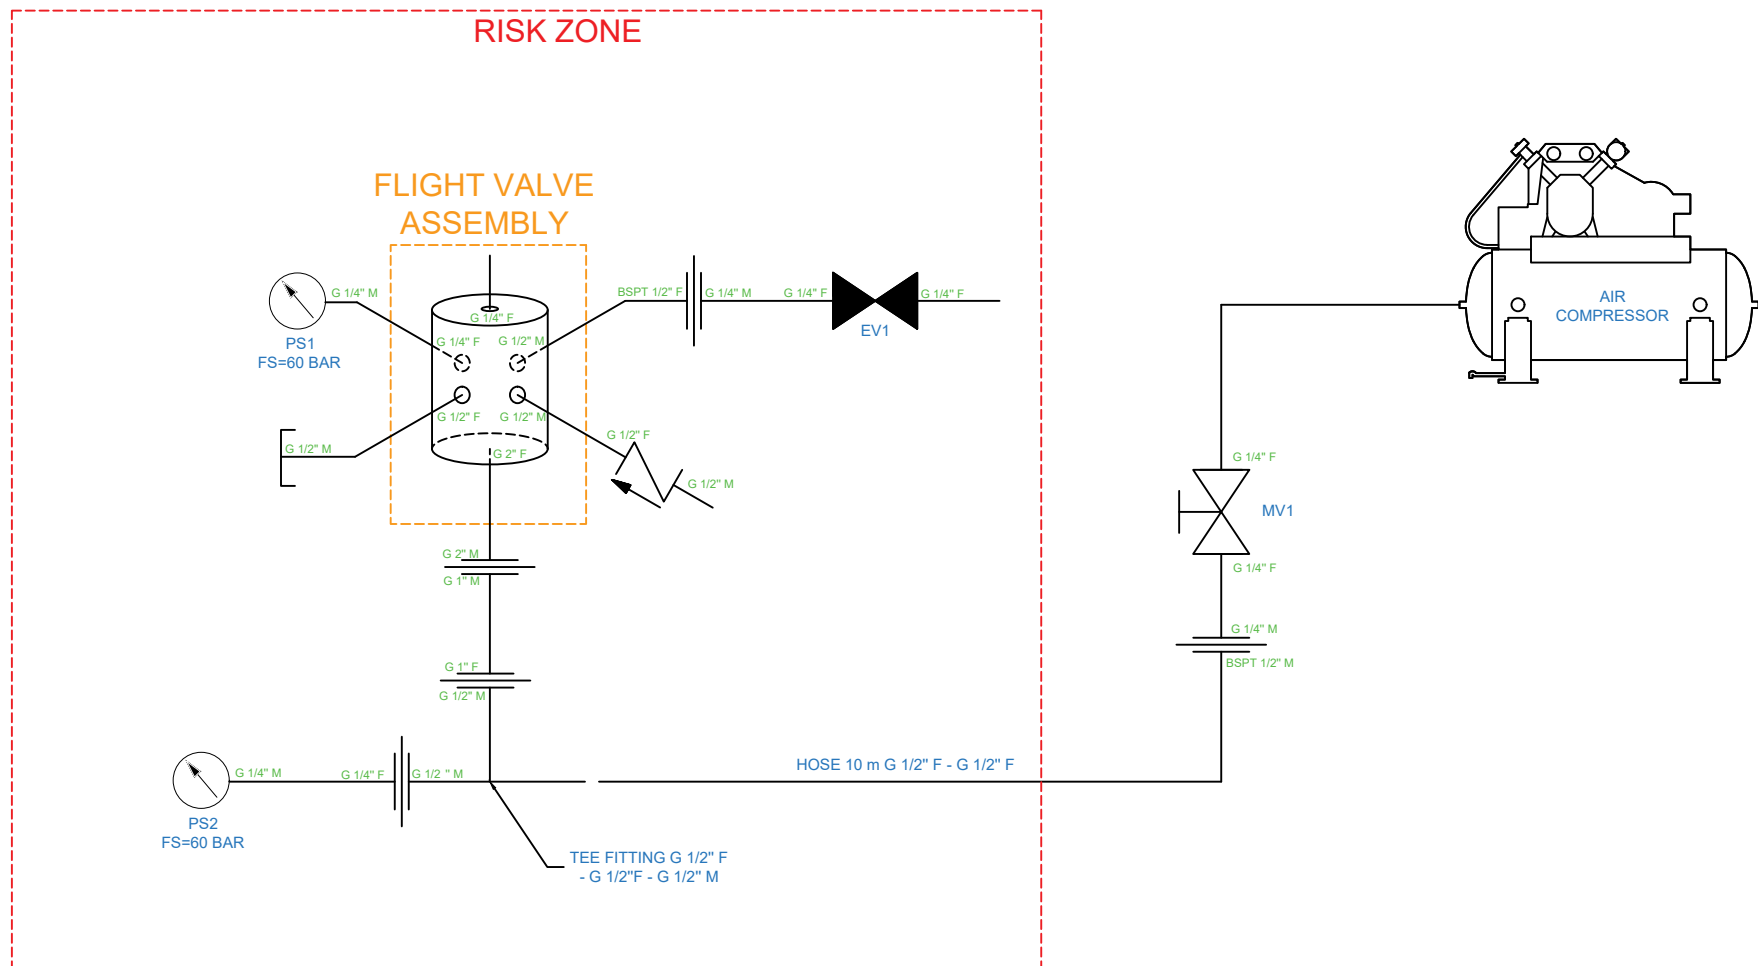 RISK ZONE
FLIGHT VALVE
ASSEMBLY
G 1/4" M
PS1
FS=60 BAR
G 1/4" F
G 1/4" F
G 1/2" M
G 1/2" F
G 1/2" M
G 2" F
BSPT 1/2" F
G 1/4" M
G 1/4" F
G 1/4" F
EV1
G 1/2" M
G 1/2" F
G 1/2" M
G 2" M
G 1" M
G 1" F
G 1/2" M
G 1/4" M
G 1/4" F
G 1/2 " M
PS2
FS=60 BAR
TEE FITTING G 1/2" F
- G 1/2"F - G 1/2" M
HOSE 10 m G 1/2" F - G 1/2" F
AIR
COMPRESSOR
G 1/4" F
MV1
G 1/4" F
G 1/4" M
BSPT 1/2" M